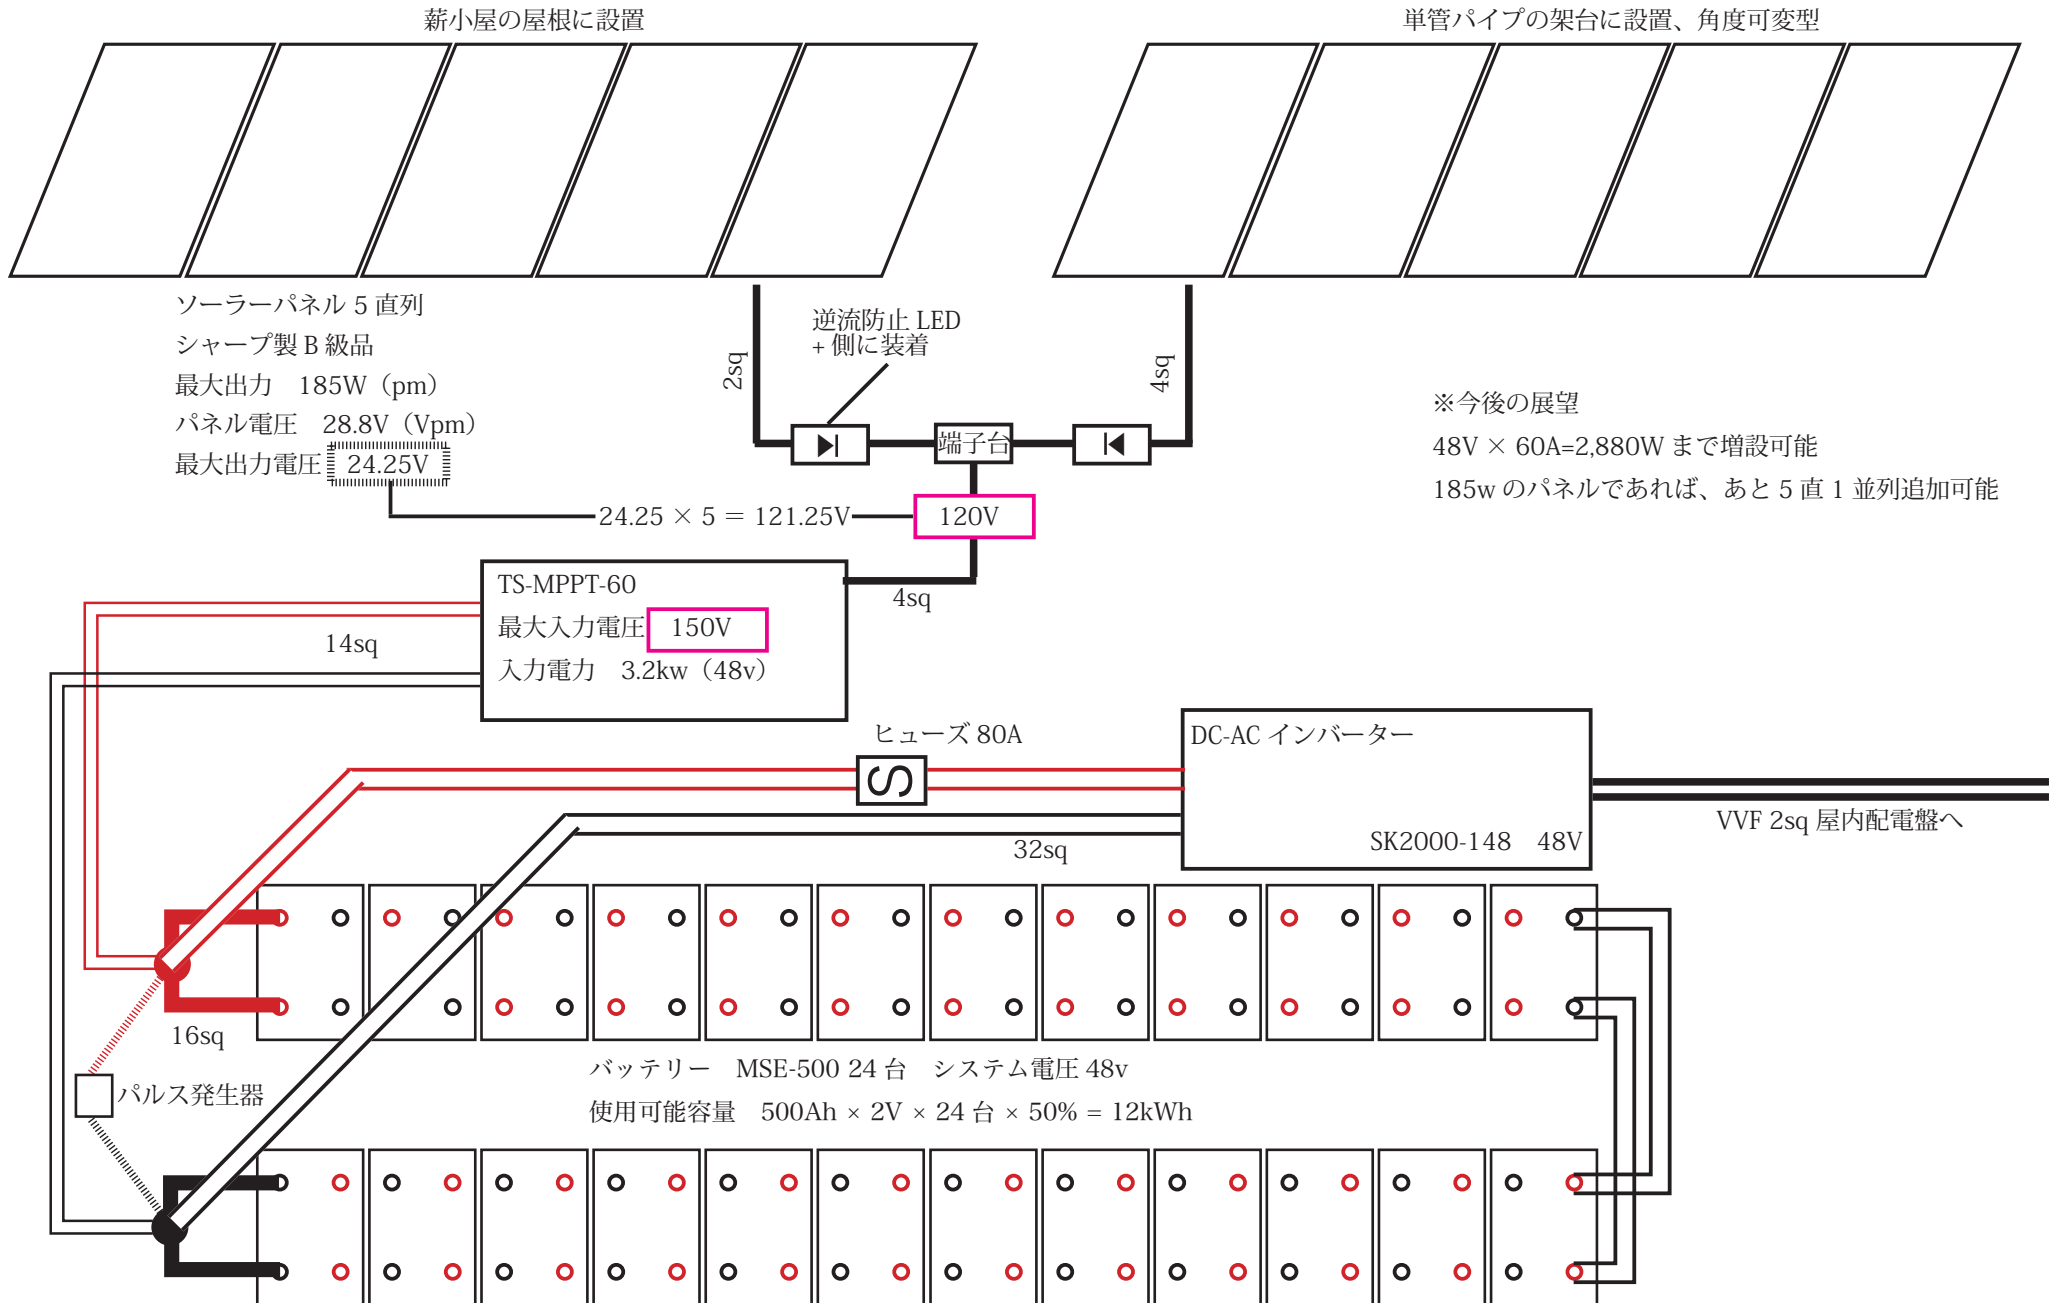 薪小屋の屋根に設置
単管パイプの架台に設置、角度可変型
ソーラーパネル 5 直列
シャープ製 B 級品
最大出力　185W（pm）
パネル電圧　28.8V（Vpm）
最大出力電圧 24.25V
逆流防止 LED
+ 側に装着
2sq
4sq
端子台
※今後の展望
48V × 60A=2,880W まで増設可能
185w のパネルであれば、あと 5 直 1 並列追加可能
24.25 × 5 ＝ 121.25V
120V
4sq
TS-MPPT-60
最大入力電圧 150V
入力電力　3.2kw（48v）
14sq
ヒューズ 80A
S
DC-AC インバーター
SK2000-148　48V
VVF 2sq 屋内配電盤へ
32sq
16sq
パルス発生器
バッテリー　MSE-500 24 台　システム電圧 48v
使用可能容量　500Ah × 2V × 24 台 × 50% = 12kWh